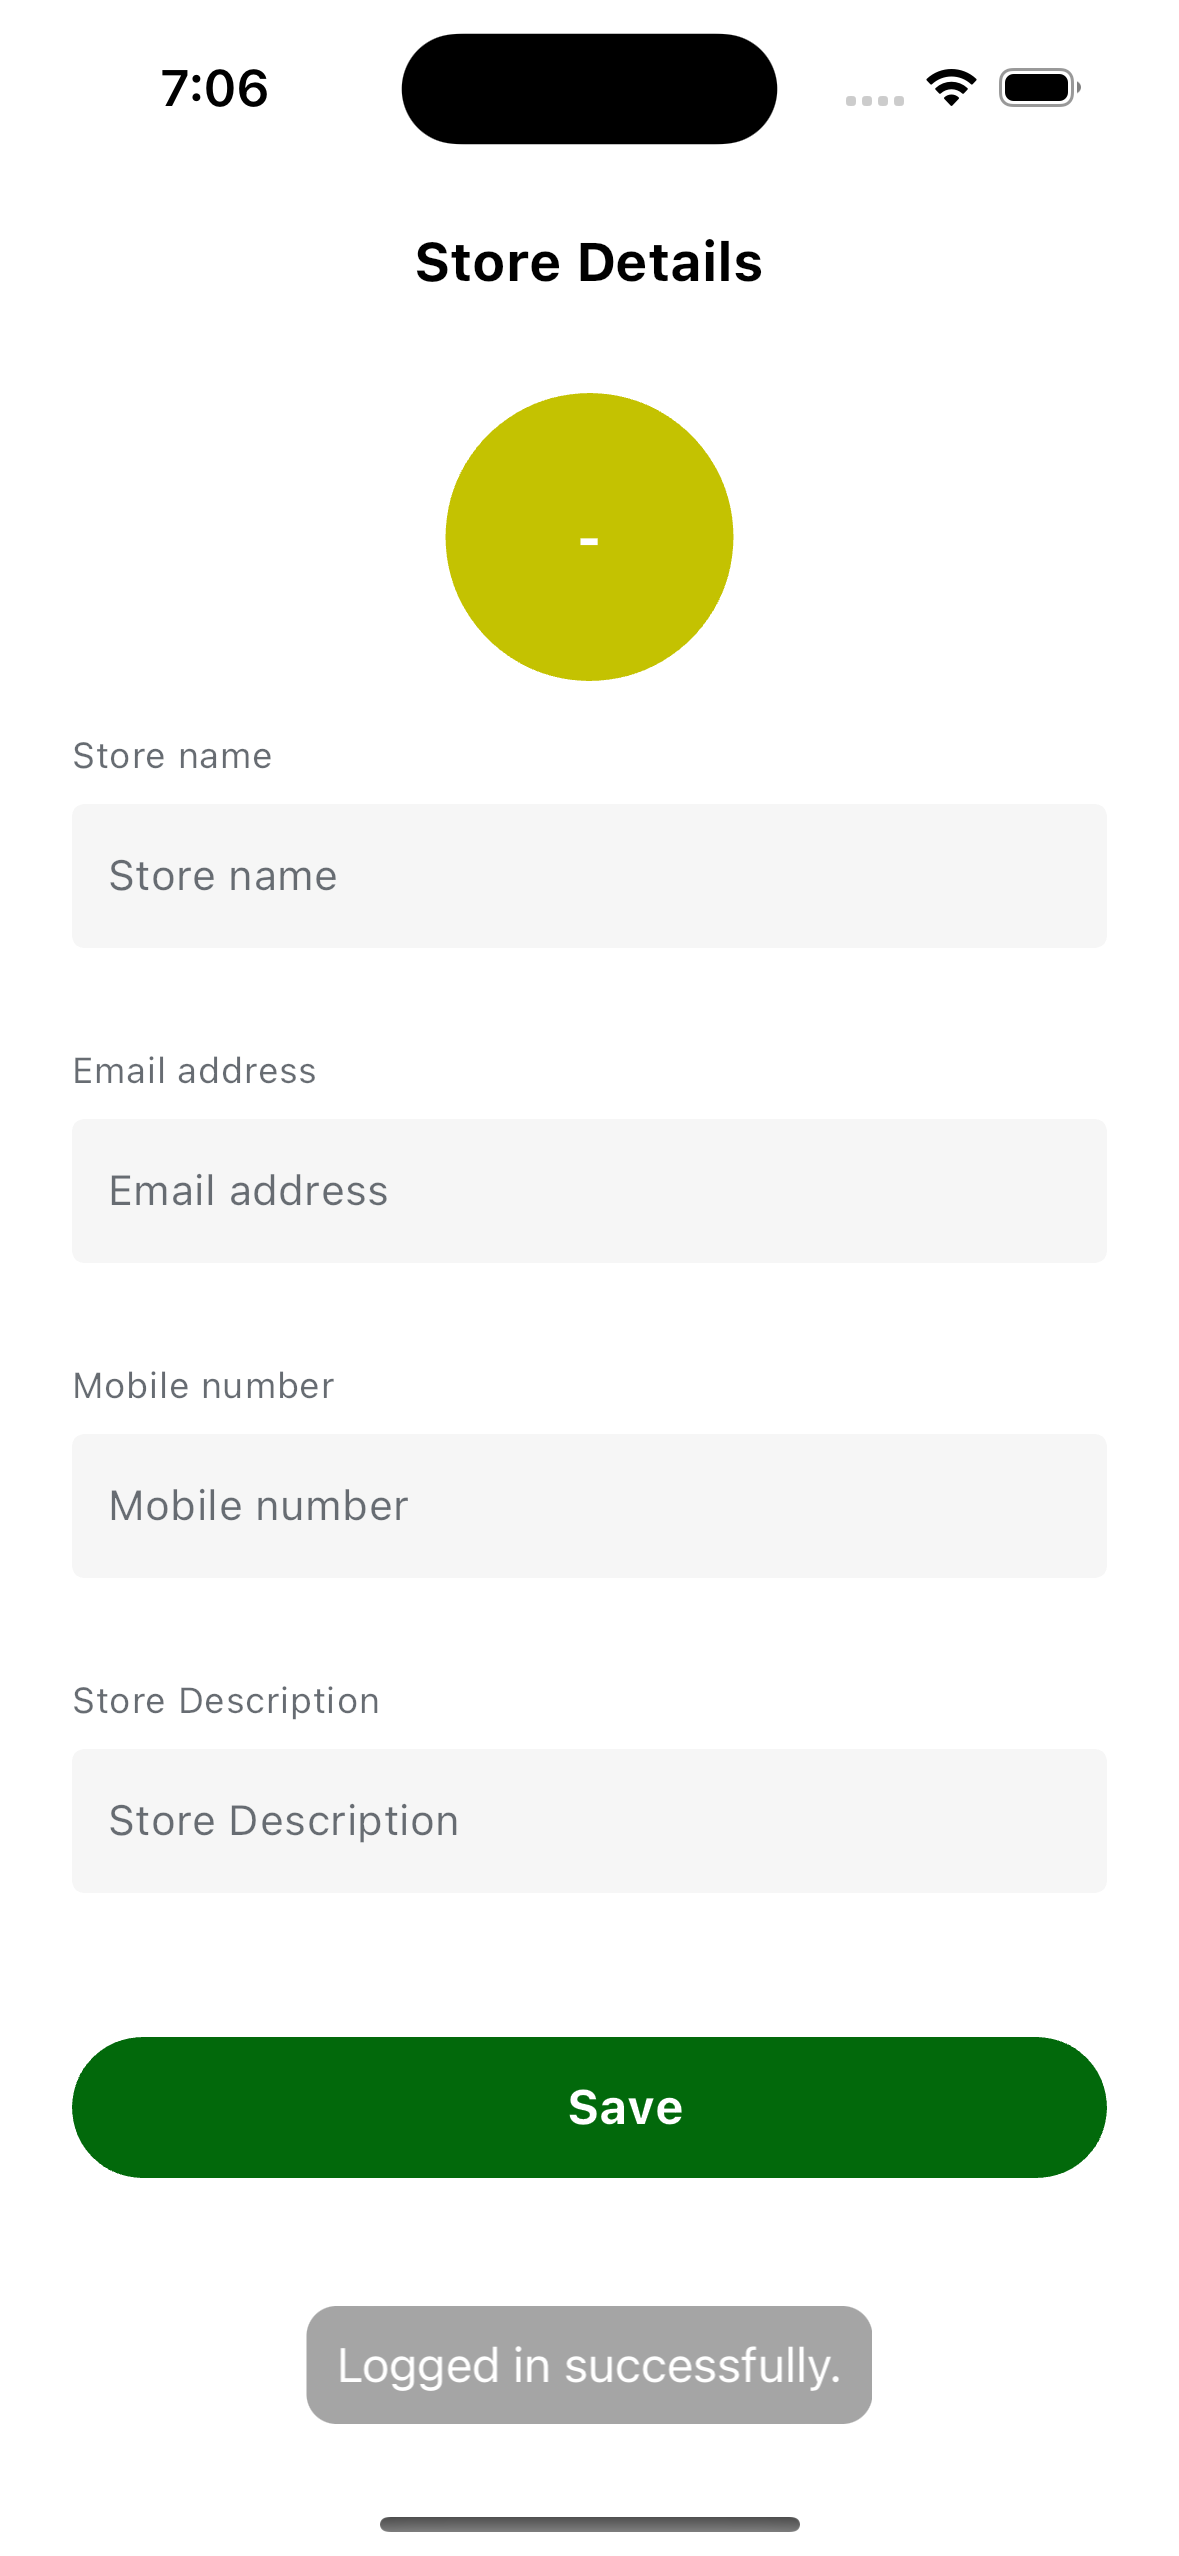 7:06
Store Details
-
Store name
Store name
Email address
Email address
Mobile number
Mobile number
Store Description
Store Description
Save
Logged in successfully.